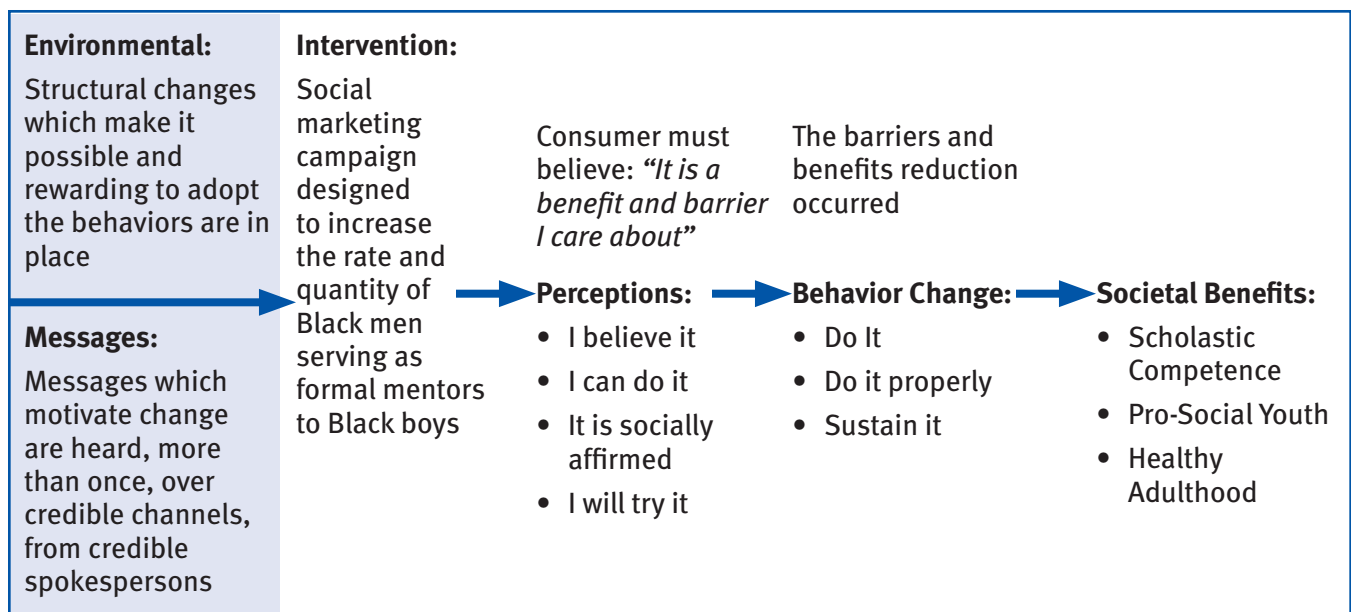 Environmental:
Structural changes
which make it
possible and
rewarding to adopt
the behaviors are in
place
Messages:
Messages which
motivate change
are heard, more
than once, over
credible channels,
from credible
spokespersons
Intervention:
Social
marketing
campaign
designed
to increase
the rate and
quantity of
Black men
serving as
formal mentors
to Black boys
Consumer must
believe: “It is a
benefit and barrier
I care about”
Perceptions:
• I believe it
• I can do it
• It is socially
affirmed
• I will try it
The barriers and
benefits reduction
occurred
Behavior Change:
• Do It
• Do it properly
• Sustain it
Societal Benefits:
• Scholastic
Competence
• Pro-Social Youth
• Healthy
Adulthood